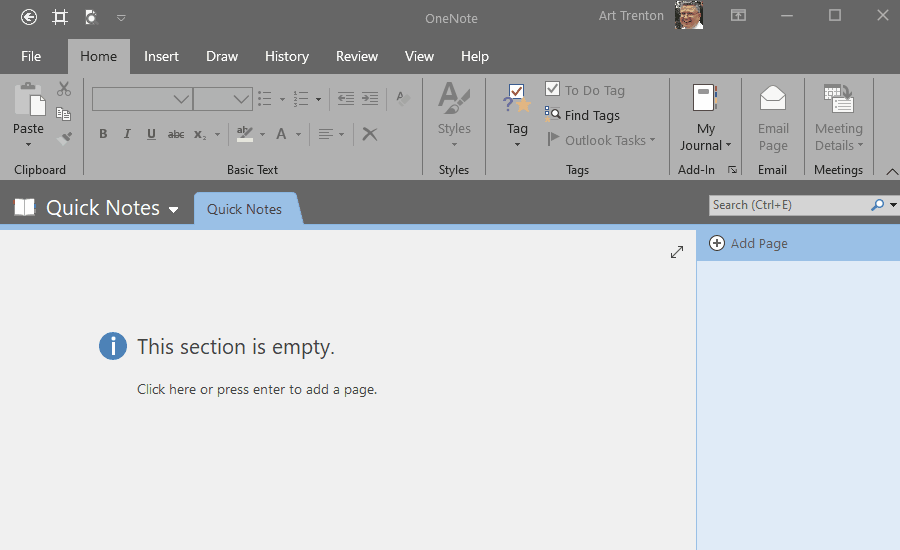 OneNote
Art Trenton
File Home Insert Draw History Review View Help
Paste
Clipboard
B I U abc x₂ ab A
Basic Text
Styles
Styles
Tag
To Do Tag
Find Tags
Outlook Tasks
Tags
My
Journal
Add-In
Email
Page
Email
Meeting
Details
Meetings
Quick Notes
Quick Notes
Search (Ctrl+E)
Add Page
This section is empty.
Click here or press enter to add a page.